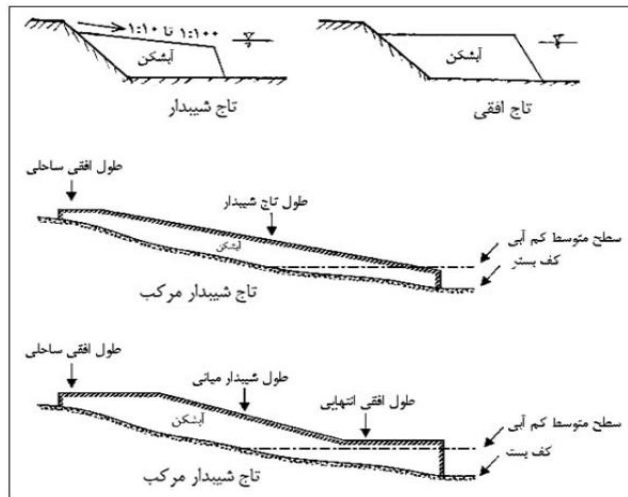 ۱:۱۰ تا ۱:۱۰۰
آبشکن
تاج شیبدار
آبشکن
تاج افقی
طول افقی ساحلی
طول تاج شیبدار
آبشکن
سطح متوسط کم آبی
کف بستر
تاج شیبدار مرکب
طول افقی ساحلی
طول شیبدار میانی
طول افقی انتهایی
آبشکن
سطح متوسط کم آبی
کف بست
تاج شیبدار مرکب